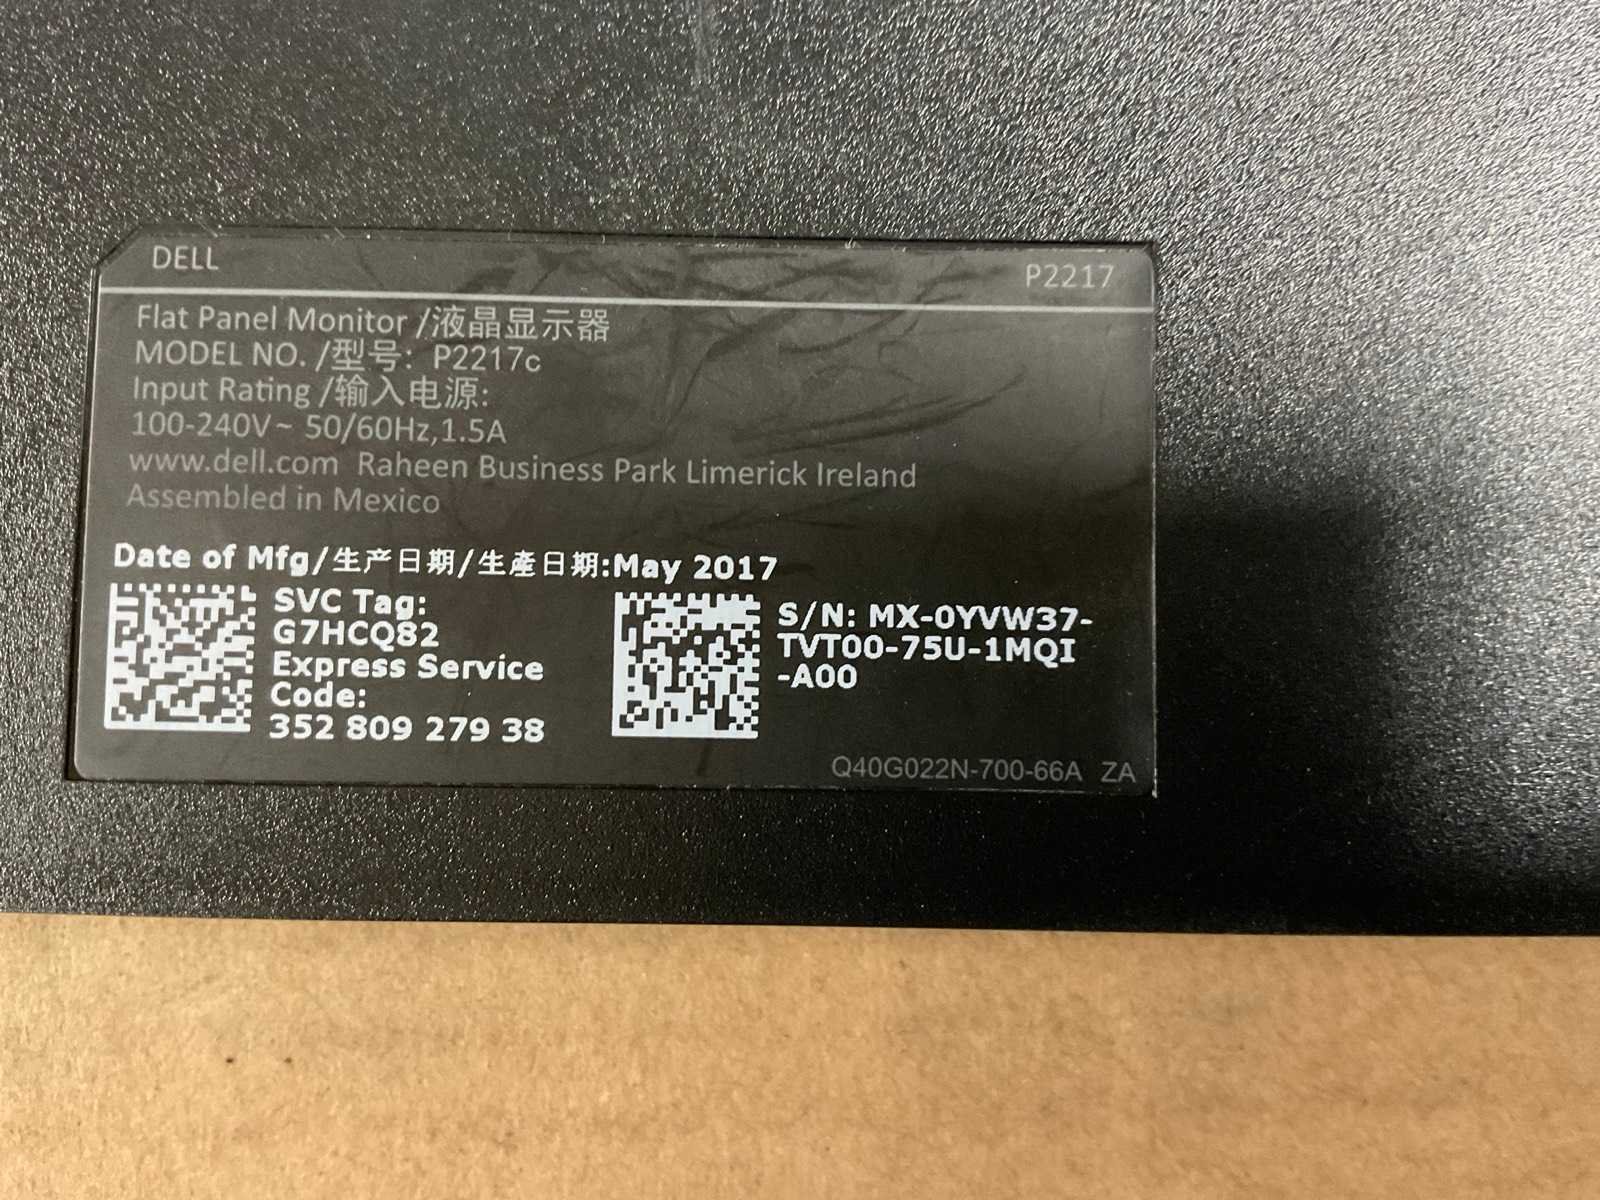 DELL P2217
Flat Panel Monitor /液晶显示器
MODEL NO. /型号: P2217c
Input Rating /输入电源:
100-240V~ 50/60Hz,1.5A
www.dell.com Raheen Business Park Limerick Ireland
Assembled in Mexico
Date of Mfg/生产日期/生產日期:May 2017
SVC Tag:
G7HCQ82
Express Service
Code:
352 809 279 38
S/N: MX-0YVW37-
TVT00-75U-1MQI
-A00
Q40G022N-700-66A ZA